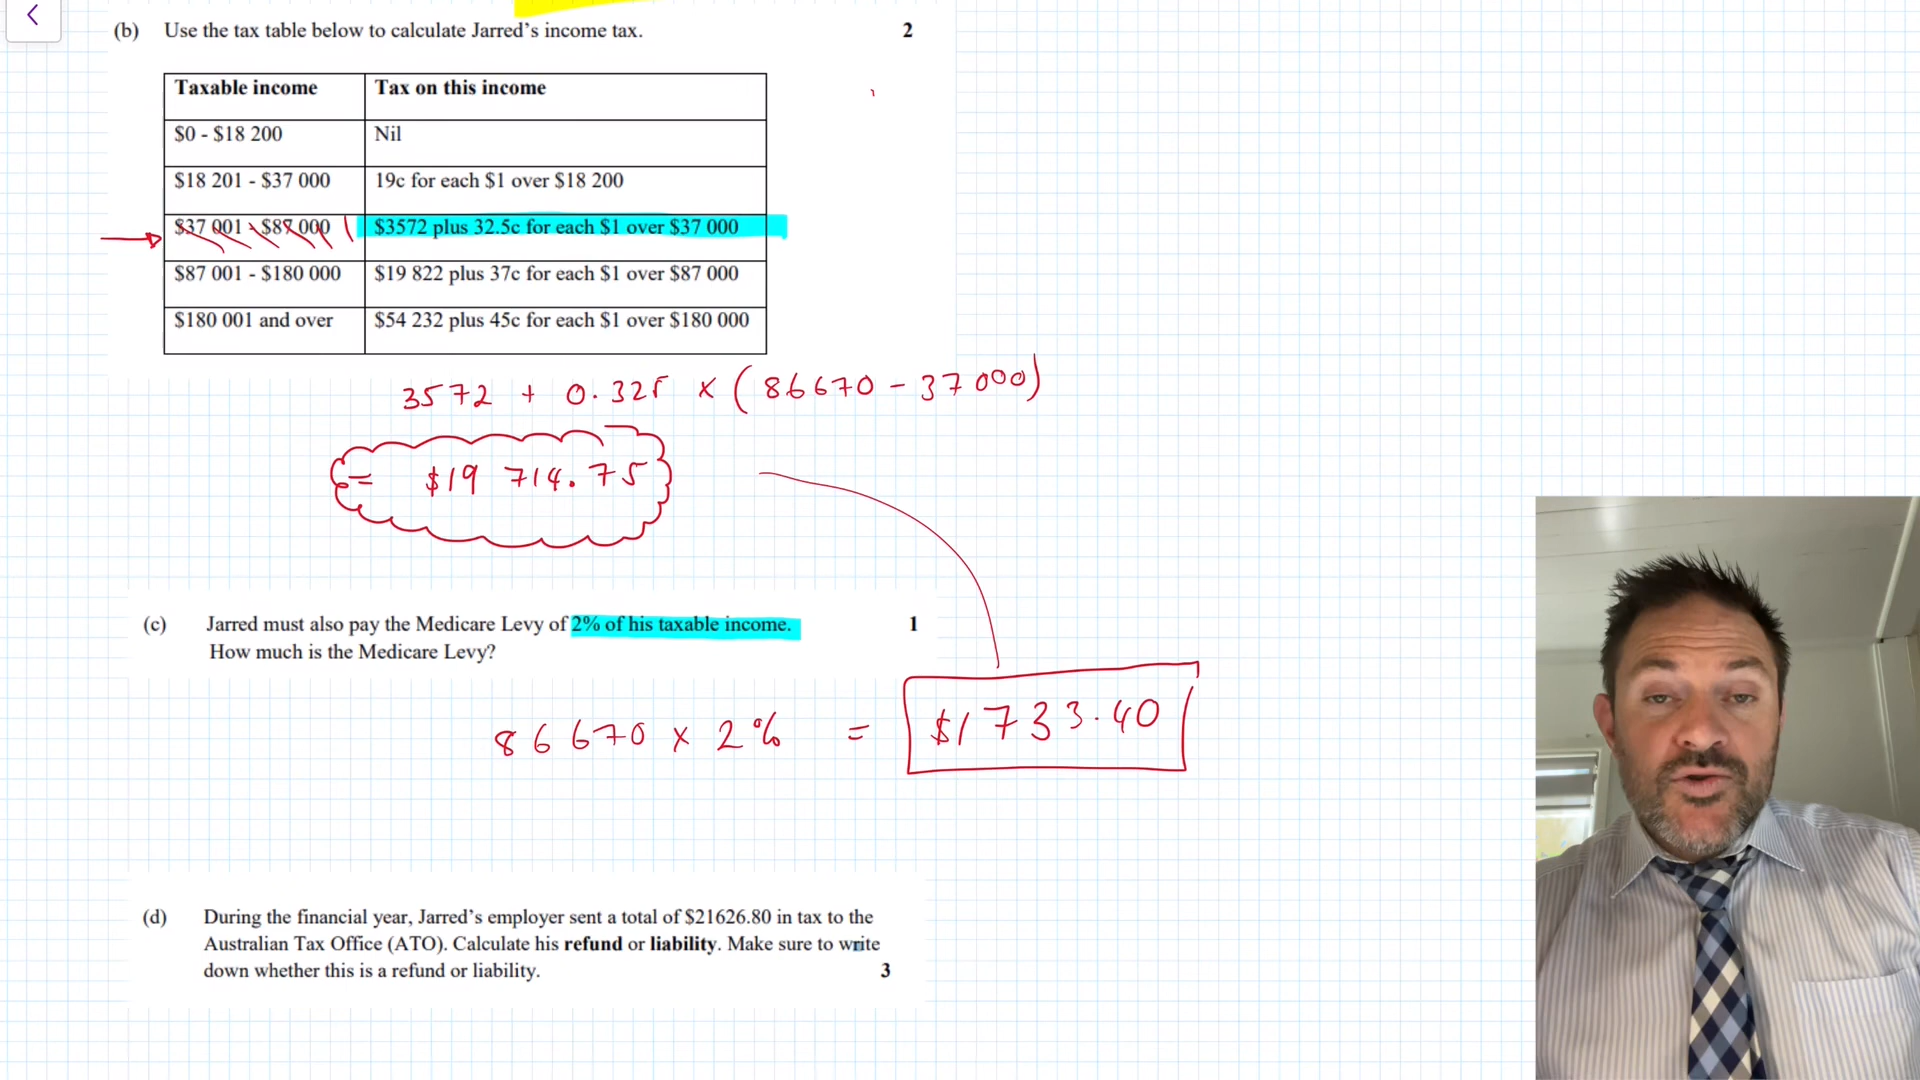 (b) Use the tax table below to calculate Jarred's income tax. 2
Taxable income Tax on this income
$0 - $18 200 Nil
$18 201 - $37 000 19c for each $1 over $18 200
$37 001 - $87 000 $3572 plus 32.5c for each $1 over $37 000
$87 001 - $180 000 $19 822 plus 37c for each $1 over $87 000
$180 001 and over $54 232 plus 45c for each $1 over $180 000
3572 + 0.325 × (86670 - 37000)
= $19 714.75
(c) Jarred must also pay the Medicare Levy of 2% of his taxable income. 1
How much is the Medicare Levy?
86670 × 2% = $1733.40
(d) During the financial year, Jarred's employer sent a total of $21626.80 in tax to the
Australian Tax Office (ATO). Calculate his refund or liability. Make sure to write
down whether this is a refund or liability. 3